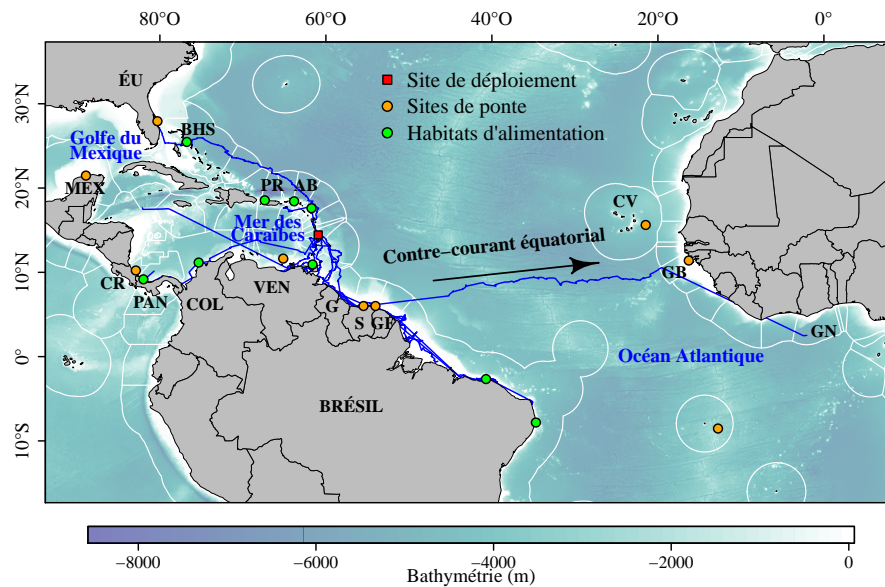 80°O 60°O 40°O 20°O 0°
30°N
20°N
10°N
0°
10°S
ÉU
Site de déploiement
Sites de ponte
Habitats d'alimentation
BHS
Golfe du
Mexique
MEX
PR AB
Mer des
Caraïbes
CV
Contre−courant équatorial
CR
PAN
COL
VEN
GB
G
S GF
GN
Océan Atlantique
BRÉSIL
−8000 −6000 −4000 −2000 0
Bathymétrie (m)